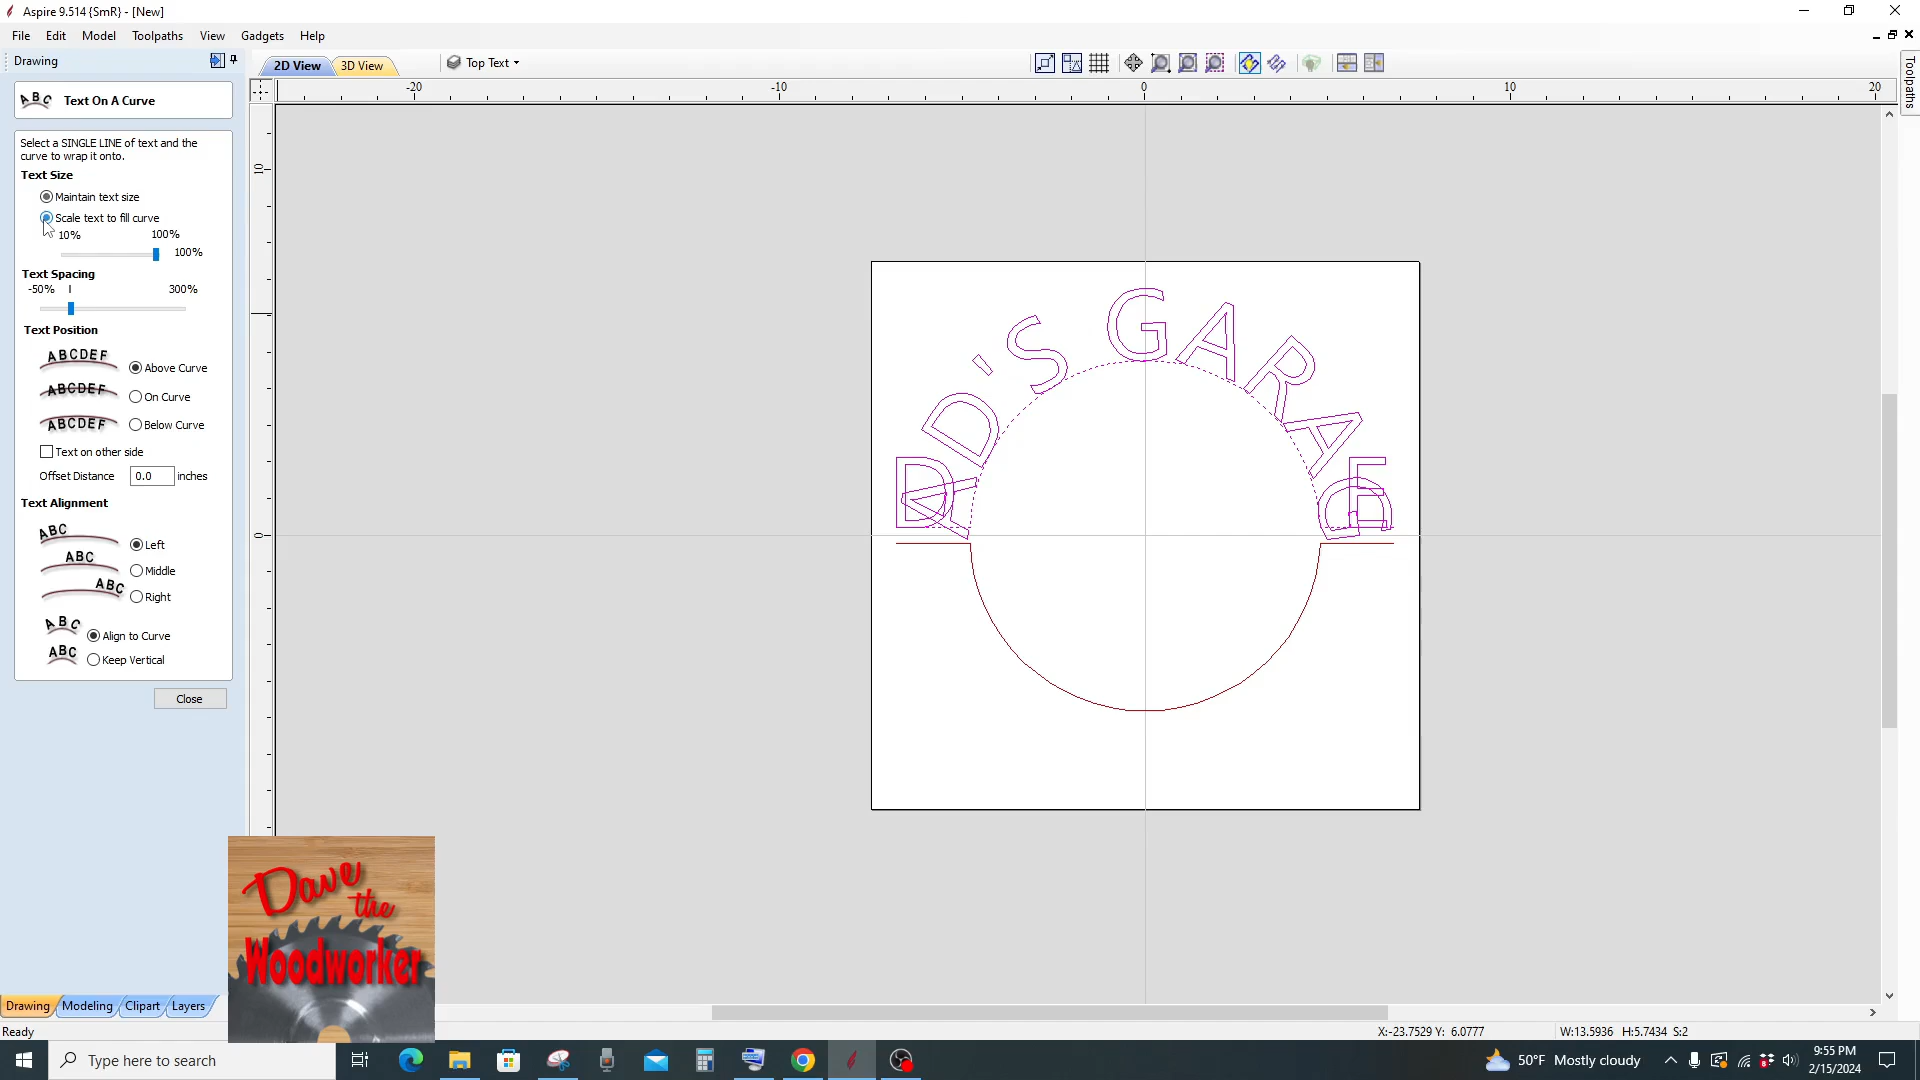 Aspire 9.514 {SmR} - [New]
File Edit Model Toolpaths View Gadgets Help
Drawing
2D View 3D View Top Text
Toolpaths
ABC Text On A Curve
-20 -10 0 10 20
Select a SINGLE LINE of text and the
curve to wrap it onto.
Text Size
Maintain text size
Scale text to fill curve
10% 100%
100%
Text Spacing
-50% 300%
Text Position
ABCDEF Above Curve
ABCDEF On Curve
ABCDEF Below Curve
Text on other side
Offset Distance 0.0 inches
Text Alignment
ABC Left
ABC Middle
ABC Right
ABC Align to Curve
ABC Keep Vertical
Close
10
0
DAD'S GARAGE
Dave
the
Woodworker
Drawing Modeling Clipart Layers
Ready
X:-23.7529 Y: 6.0777 W:13.5936 H:5.7434 S:2
Type here to search
50°F Mostly cloudy
9:55 PM
2/15/2024